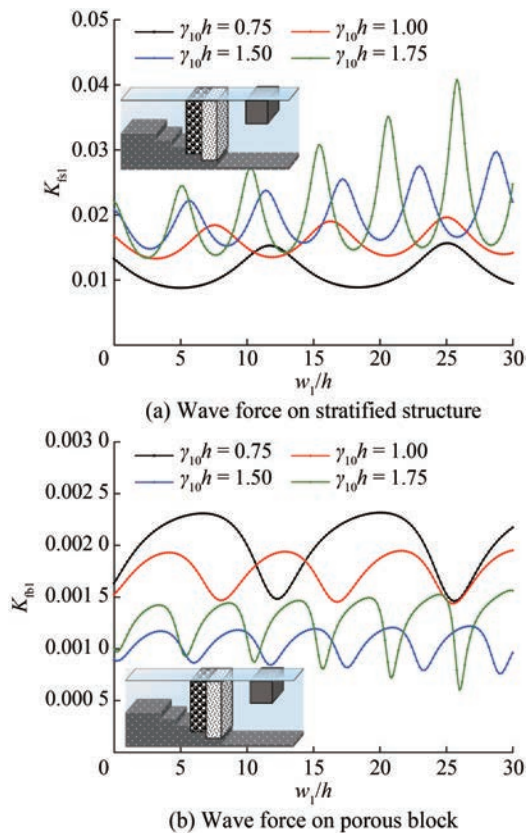 0.05
0.04
0.03
0.02
0.01
0
K_fs1
γ10h = 0.75
γ10h = 1.00
γ10h = 1.50
γ10h = 1.75
5
10
15
20
25
30
w1/h
(a) Wave force on stratified structure
0.003 0
0.002 5
0.002 0
0.001 5
0.001 0
0.000 5
0
K_fb1
γ10h = 0.75
γ10h = 1.00
γ10h = 1.50
γ10h = 1.75
5
10
15
20
25
30
w1/h
(b) Wave force on porous block